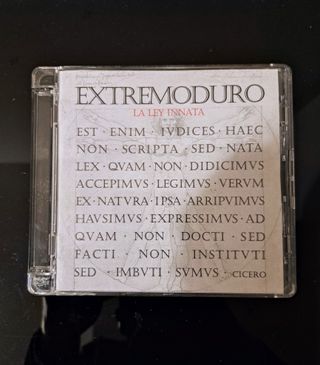 EXTREMODURO
LA LEY INNATA
EST · ENIM · IVDICES · HAEC
NON · SCRIPTA · SED · NATA
LEX · QVAM · NON · DIDICIMVS
ACCEPIMVS · LEGIMVS · VERVM
EX · NATVRA · IPSA · ARRIPVIMVS
HAVSIMVS · EXPRESSIMVS · AD
QVAM · NON · DOCTI · SED
FACTI · NON · INSTITVTI
SED · IMBVTI · SVMVS · CICERO